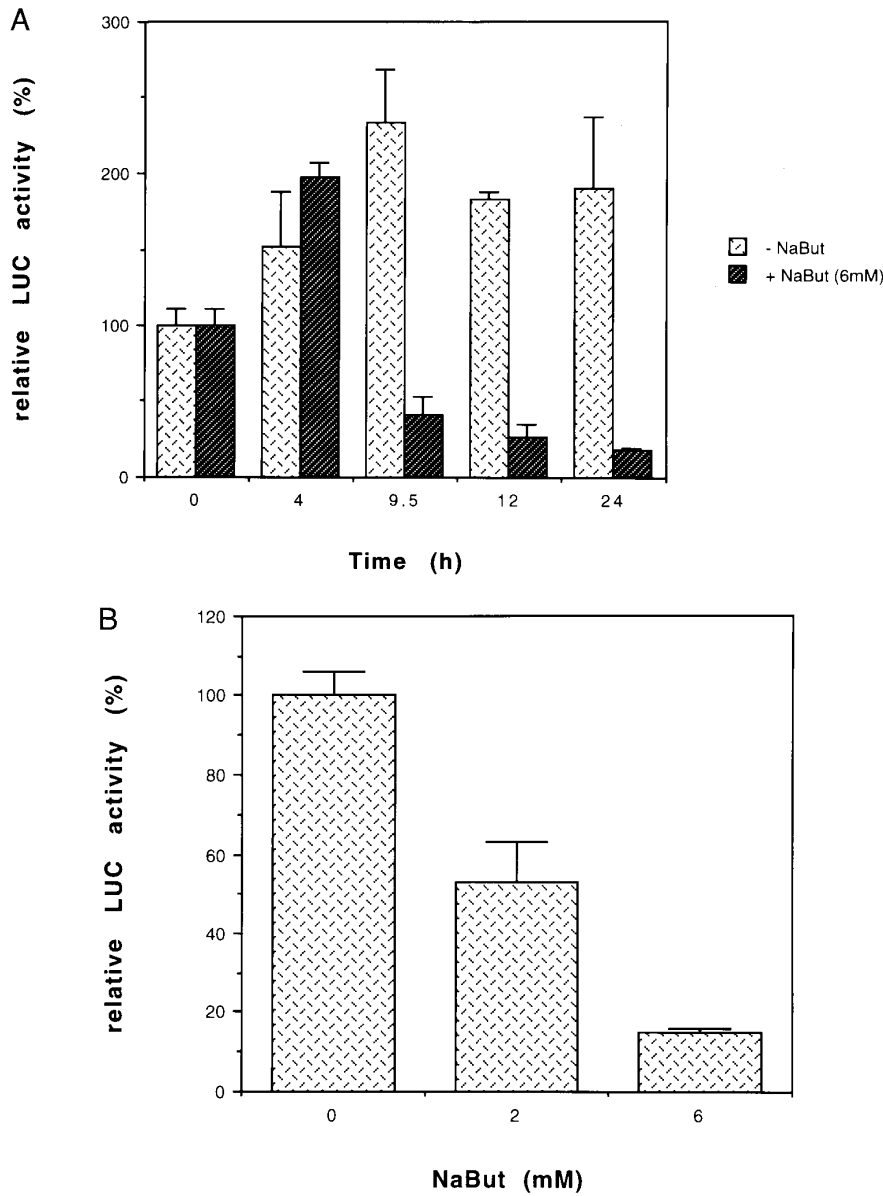 A
relative LUC activity (%)
300
200
100
0
0 4 9.5 12 24
Time (h)
- NaBut
+ NaBut (6mM)
B
relative LUC activity (%)
120
100
80
60
40
20
0
0 2 6
NaBut (mM)